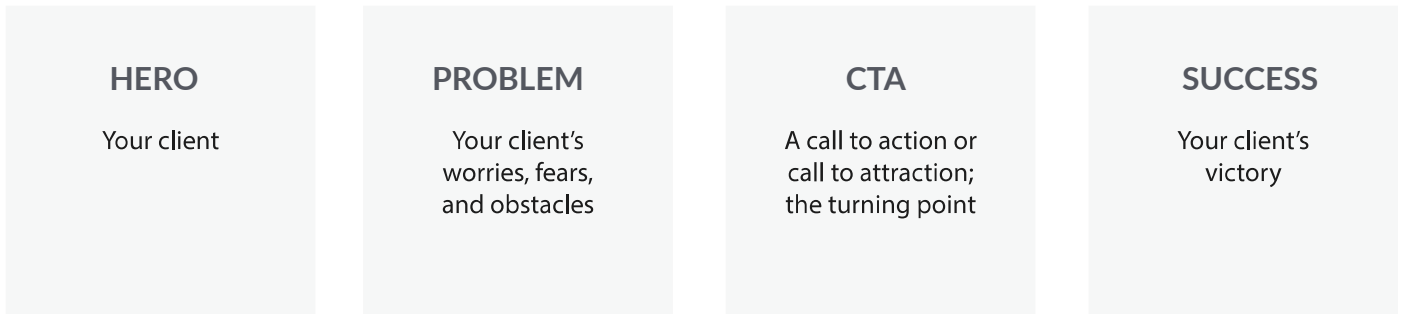 HERO
Your client
PROBLEM
Your client’s
worries, fears,
and obstacles
CTA
A call to action or
call to attraction;
the turning point
SUCCESS
Your client’s
victory